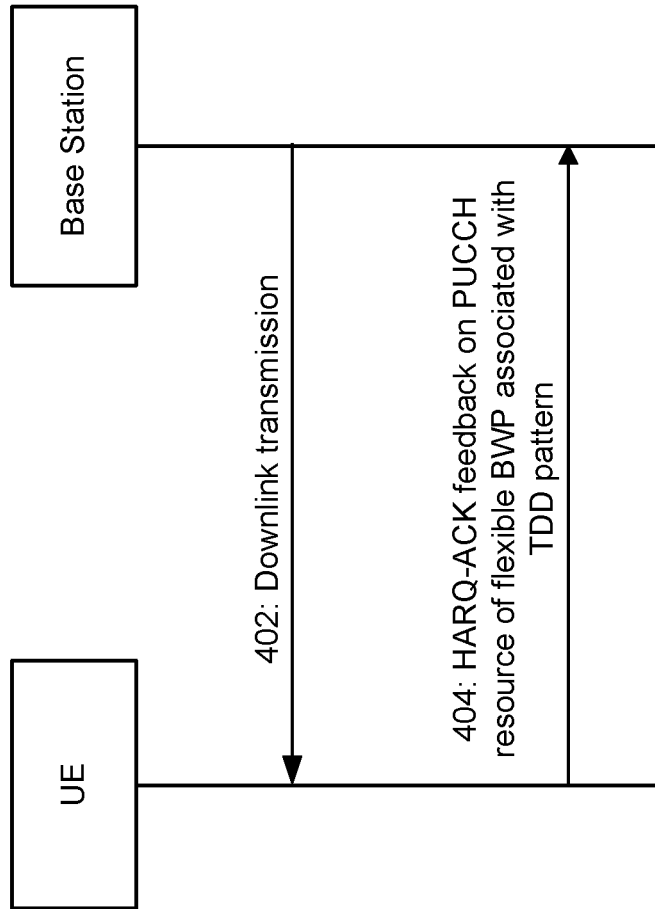 UE
Base Station
402: Downlink transmission
404: HARQ-ACK feedback on PUCCH
resource of flexible BWP associated with
TDD pattern